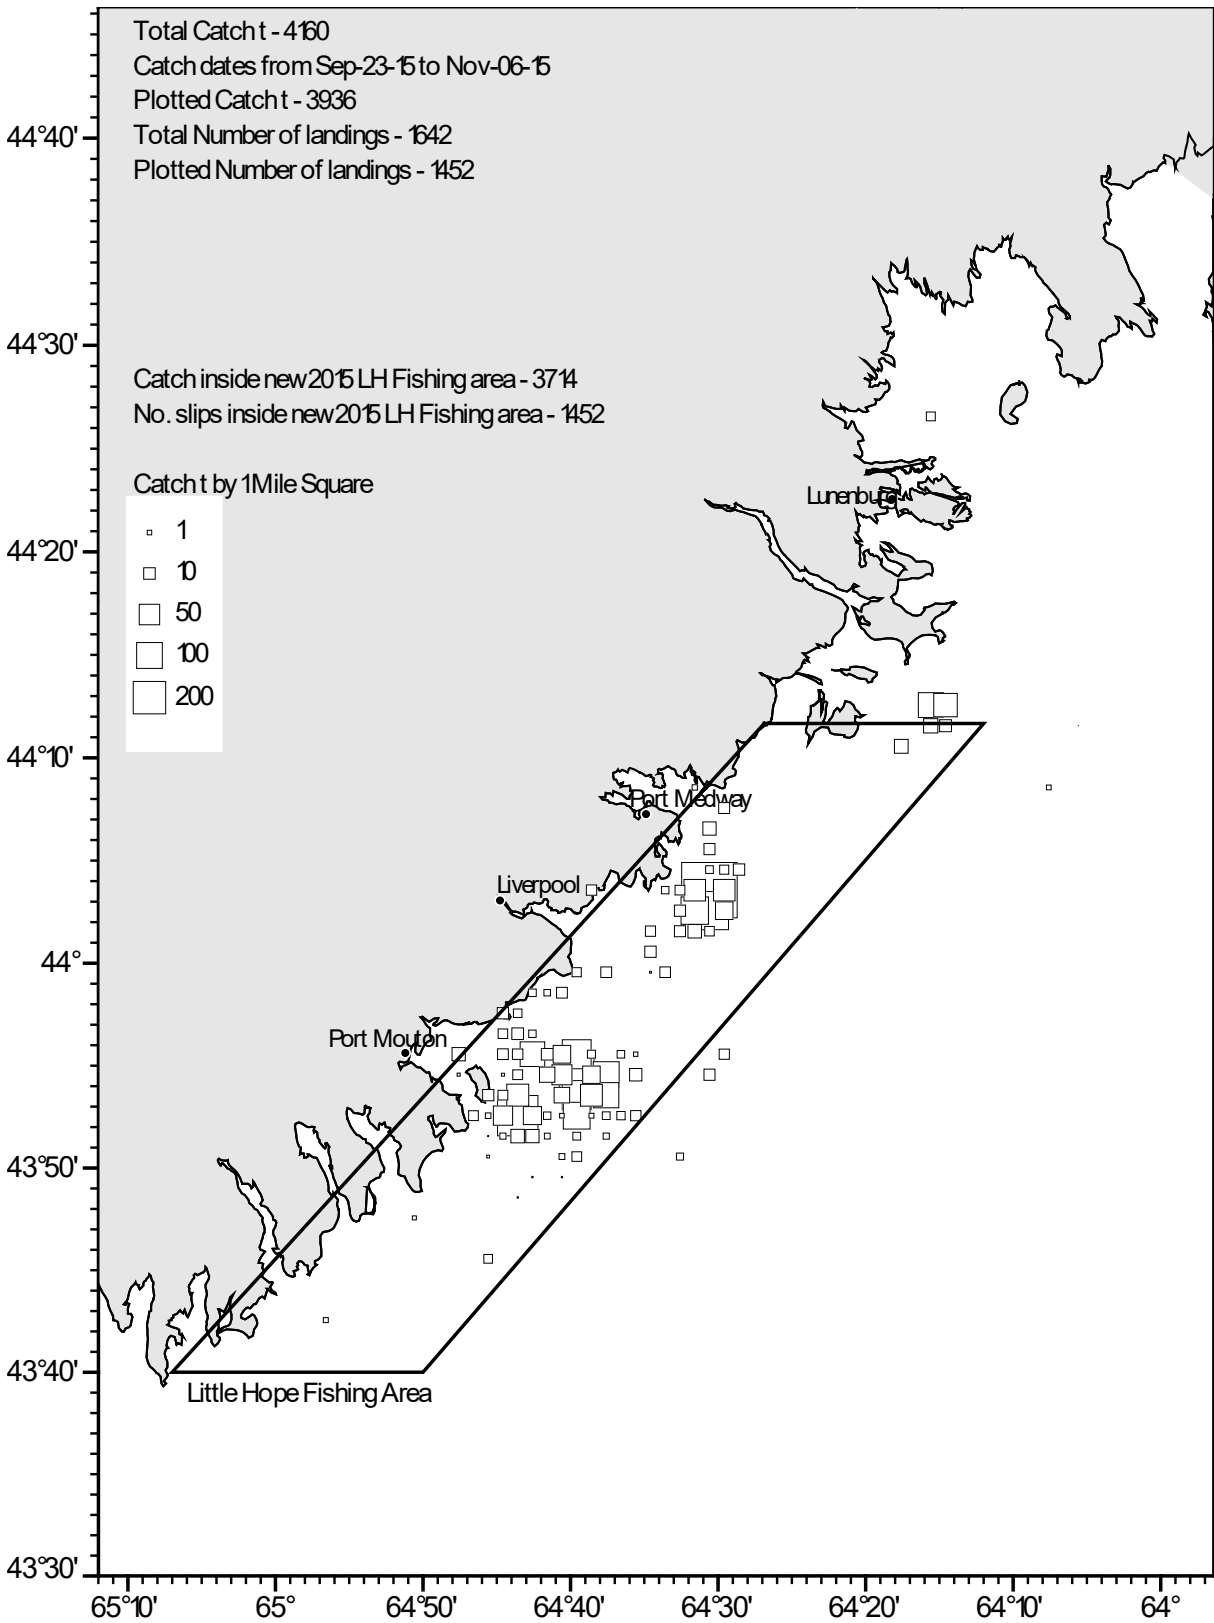 Total Catch t - 4160
Catch dates from Sep-23-15 to Nov-06-15
Plotted Catch t - 3936
Total Number of landings - 1642
Plotted Number of landings - 1452
Catch inside new 2015 LH Fishing area - 3714
No. slips inside new 2015 LH Fishing area - 1452
Catch t by 1 Mile Square
1
10
50
100
200
44°40'
44°30'
44°20'
44°10'
44°
43°50'
43°40'
43°30'
Lunenburg
Port Medway
Liverpool
Port Mouton
Little Hope Fishing Area
65°10'
65°
64°50'
64°40'
64°30'
64°20'
64°10'
64°